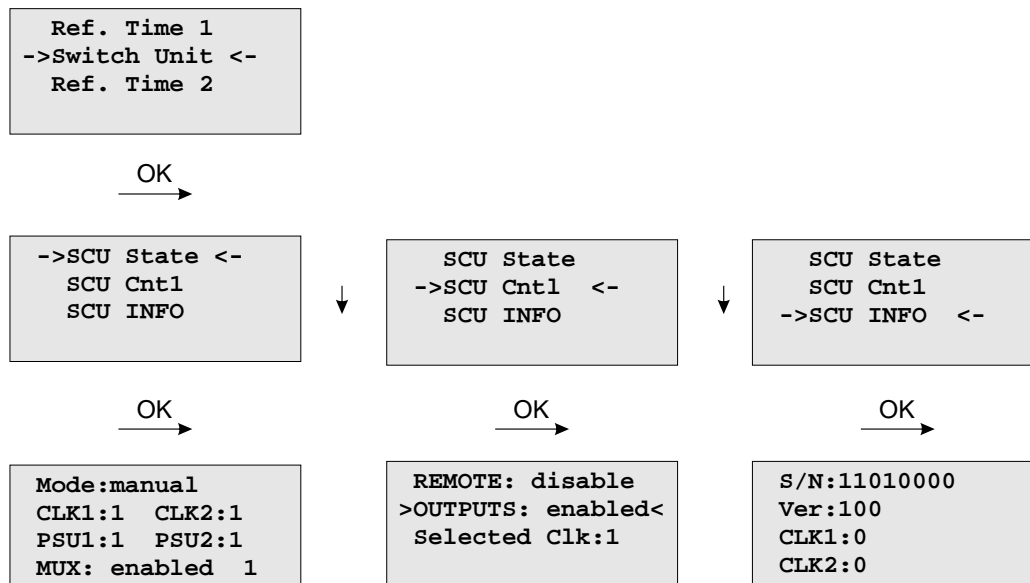 Ref. Time 1
->Switch Unit <-
Ref. Time 2
OK
->SCU State <-
SCU Cnt1
SCU INFO
SCU State
->SCU Cntl <-
SCU INFO
SCU State
SCU Cnt1
->SCU INFO <-
OK
OK
OK
Mode:manual
CLK1:1 CLK2:1
PSU1:1 PSU2:1
MUX: enabled 1
REMOTE: disable
>OUTPUTS: enabled<
Selected Clk:1
S/N:11010000
Ver:100
CLK1:0
CLK2:0